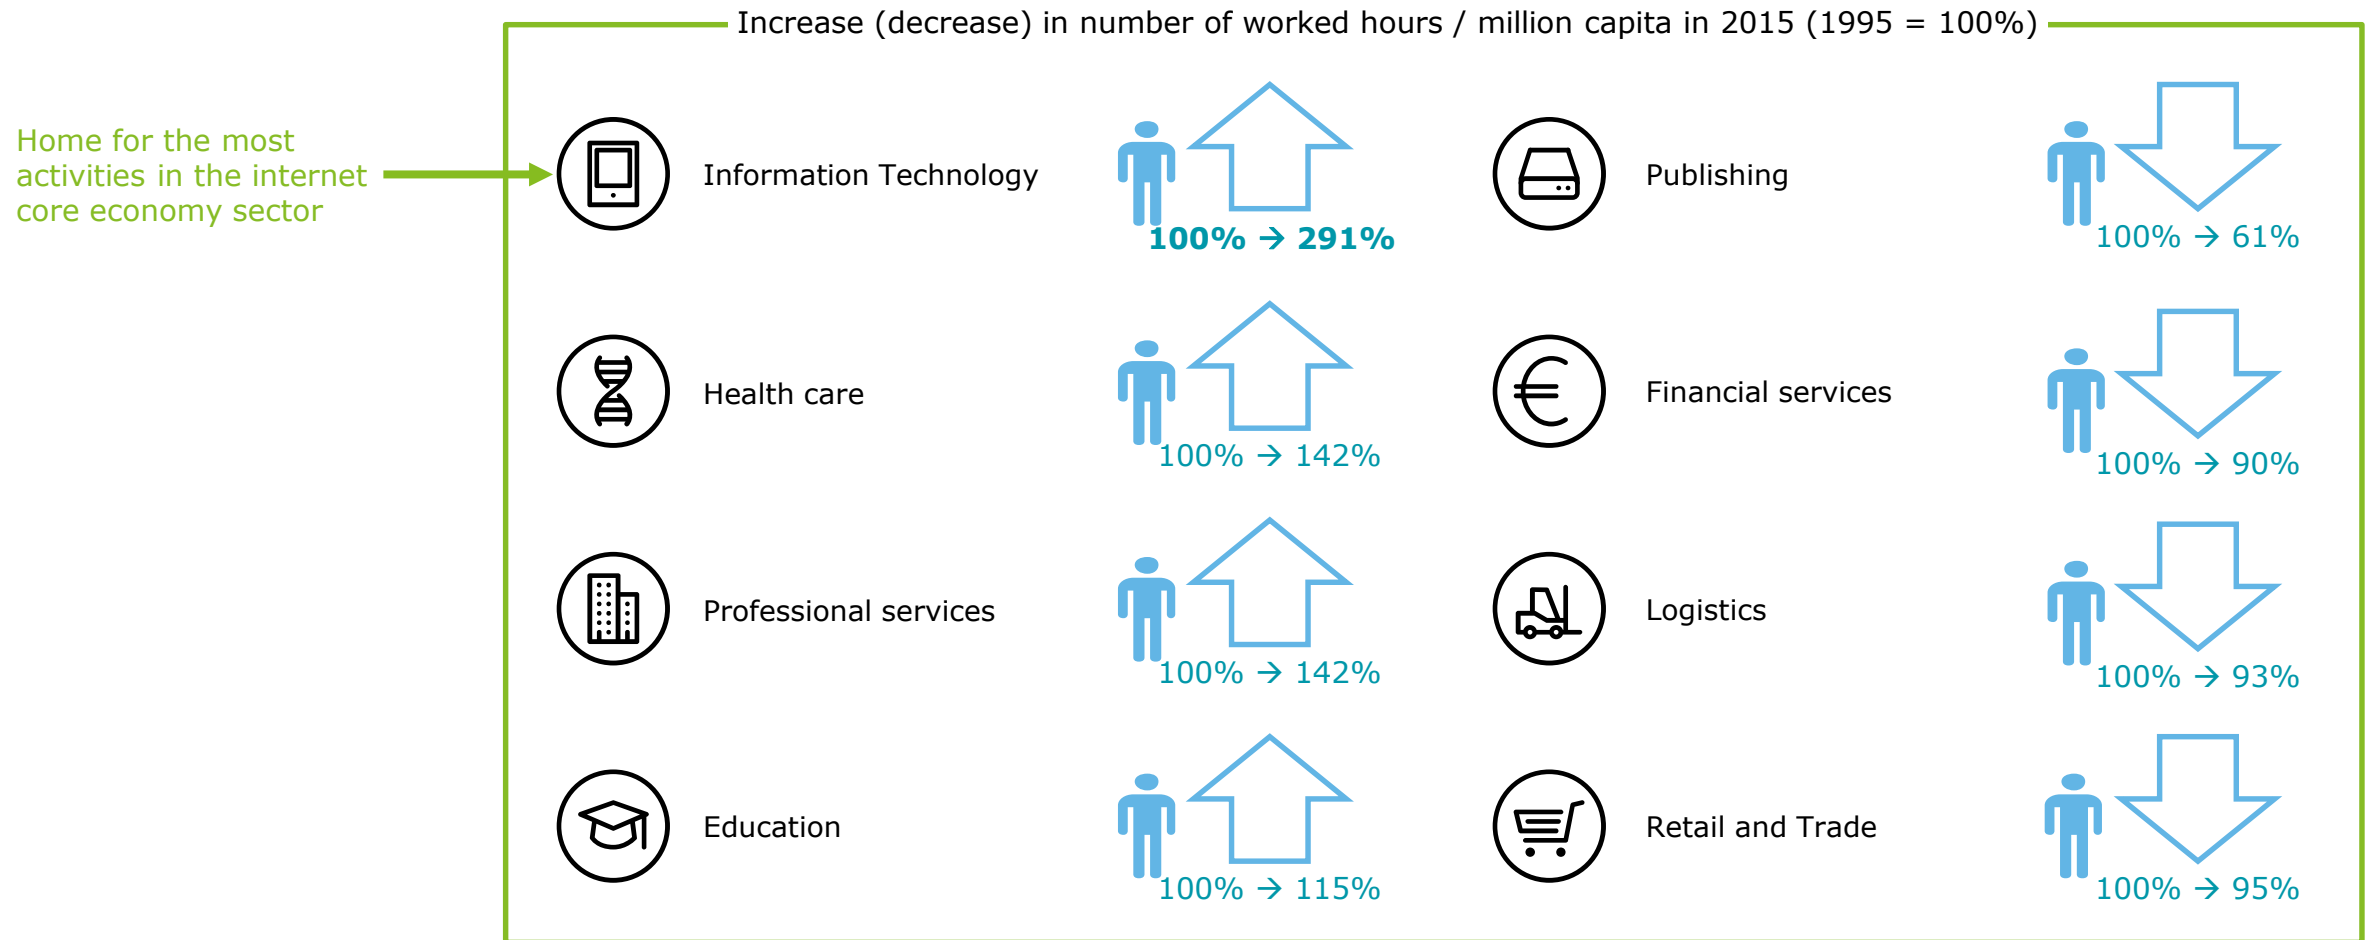 Increase (decrease) in number of worked hours / million capita in 2015 (1995 = 100%)
Home for the most
activities in the internet
core economy sector
Information Technology
100% → 291%
Publishing
100% → 61%
Health care
100% → 142%
Financial services
100% → 90%
Professional services
100% → 142%
Logistics
100% → 93%
Education
100% → 115%
Retail and Trade
100% → 95%